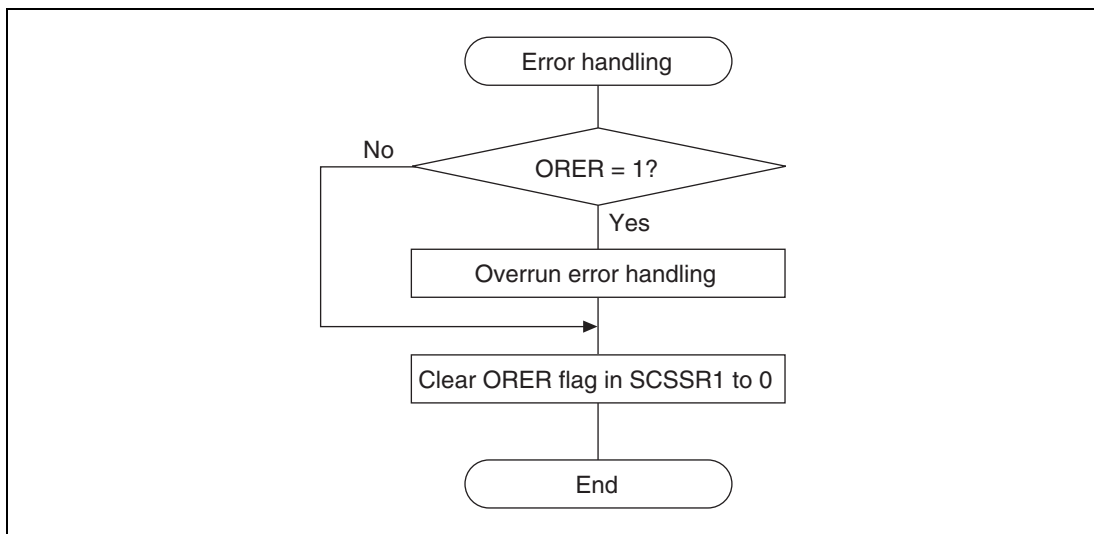 Error handling
No
ORER = 1?
Yes
Overrun error handling
Clear ORER flag in SCSSR1 to 0
End